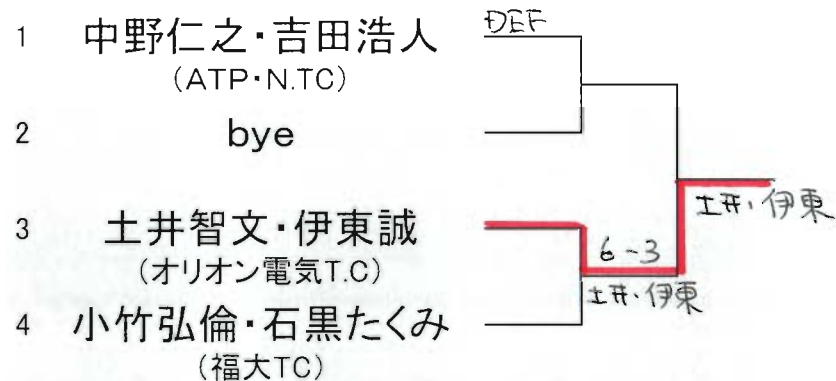 1 中野仁之・吉田浩人 DEF
(ATP・N.TC)
2 bye
3 土井智文・伊東誠
(オリオン電気T.C)
6-3
土井・伊東
土井・伊東
4 小竹弘倫・石黒たくみ
(福大TC)